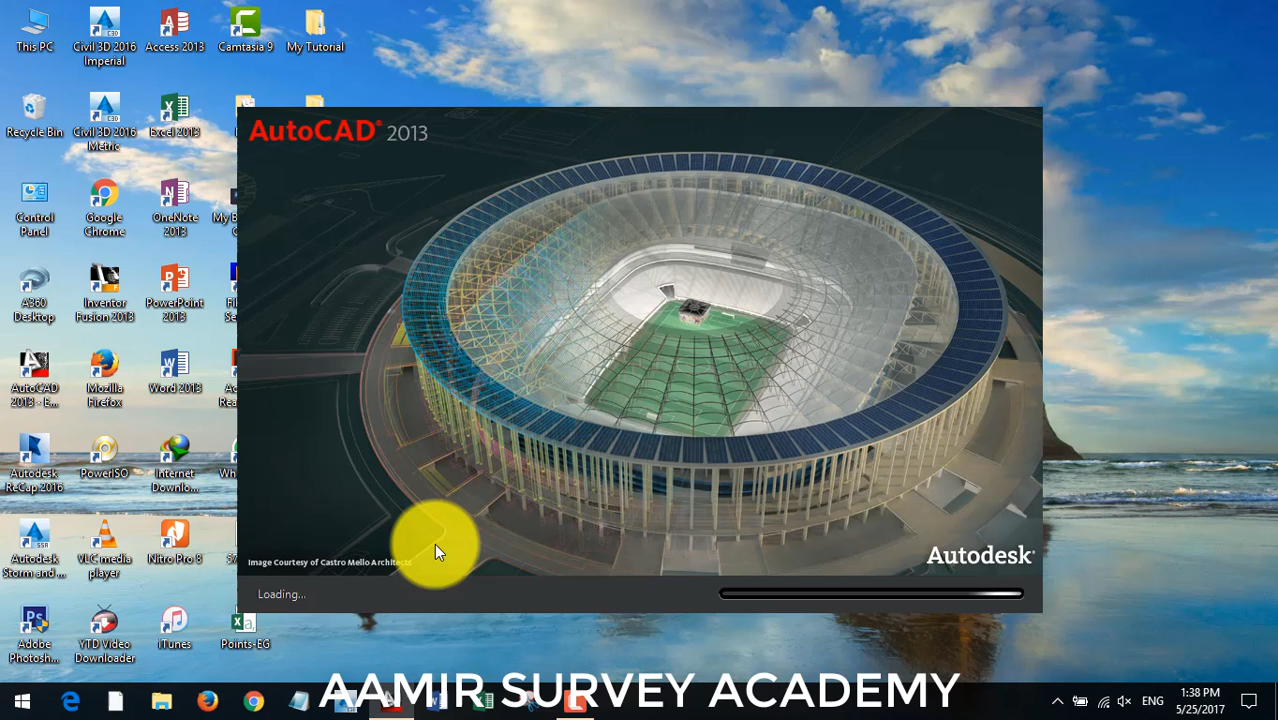 This PC
Civil 3D 2016
Imperial
Access 2013
Camtasia 9
My Tutorial
Recycle Bin
Civil 3D 2016
Metric
Excel 2013
AutoCAD® 2013
Control
Panel
Google
Chrome
OneNote
2013
My B
A360
Desktop
Inventor
Fusion 2013
PowerPoint
2013
AutoCAD
2013 - E...
Mozilla
Firefox
Word 2013
Autodesk
ReCap 2016
PowerISO
Internet
Downlo...
Autodesk
Storm and ...
VLC media
player
Nitro Pro 8
Image Courtesy of Castro Mello Architects
Autodesk®
Loading...
Adobe
Photosh...
YTD Video
Downloader
iTunes
Points-EG
AAMIR SURVEY ACADEMY
ENG
1:38 PM
5/25/2017